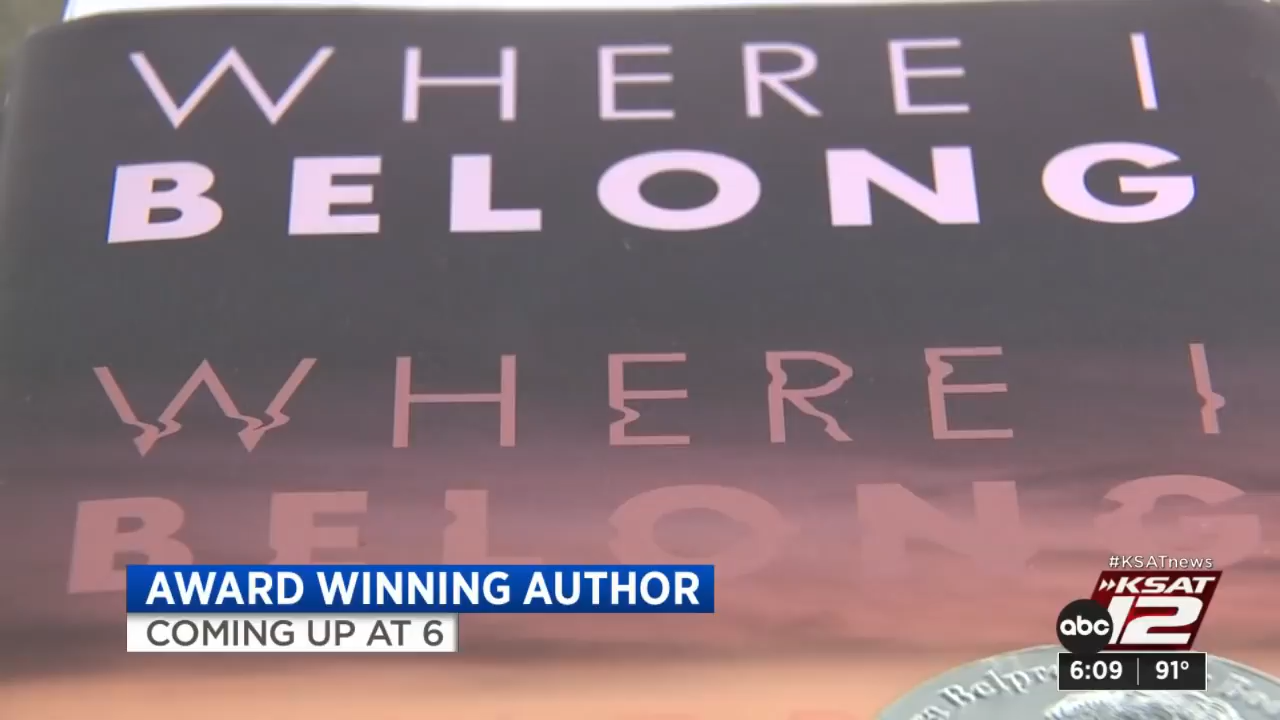 WHERE I
BELONG
WHERE I
BELONG
#KSATnews
AWARD WINNING AUTHOR
KSAT
COMING UP AT 6
abc 12
6:09 91°